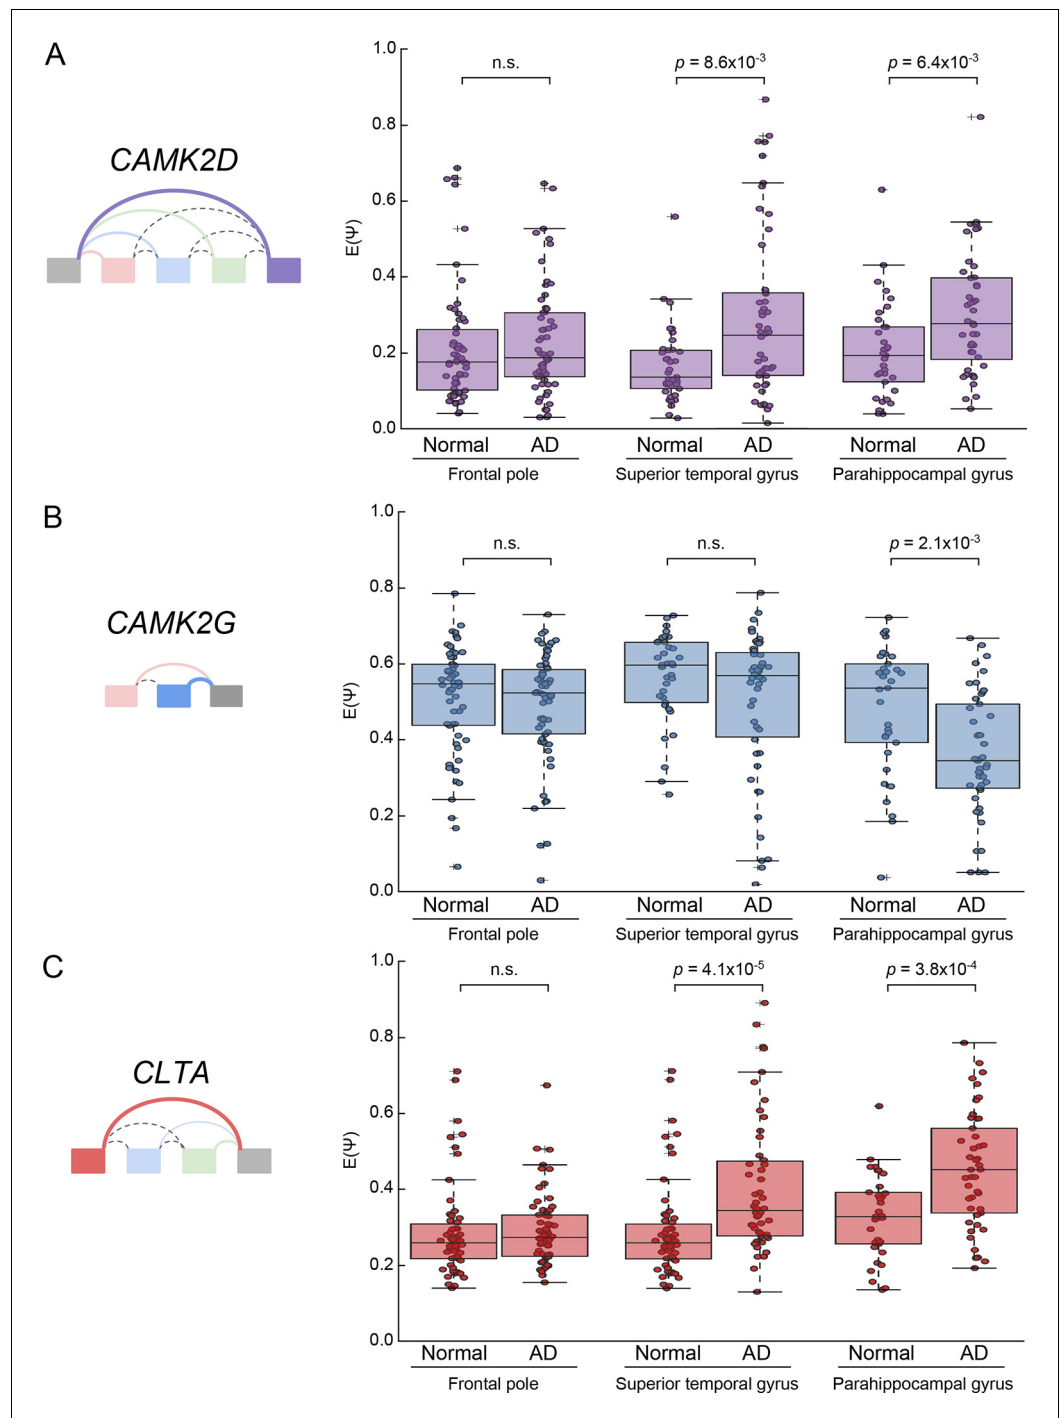 A
CAMK2D
E(Ψ)
1.0
0.8
0.6
0.4
0.2
0.0
n.s.
p = 8.6x10-3
p = 6.4x10-3
Normal AD Normal AD Normal AD
Frontal pole Superior temporal gyrus Parahippocampal gyrus
B
CAMK2G
E(Ψ)
1.0
0.8
0.6
0.4
0.2
0.0
n.s.
n.s.
p = 2.1x10-3
Normal AD Normal AD Normal AD
Frontal pole Superior temporal gyrus Parahippocampal gyrus
C
CLTA
E(Ψ)
1.0
0.8
0.6
0.4
0.2
0.0
n.s.
p = 4.1x10-5
p = 3.8x10-4
Normal AD Normal AD Normal AD
Frontal pole Superior temporal gyrus Parahippocampal gyrus